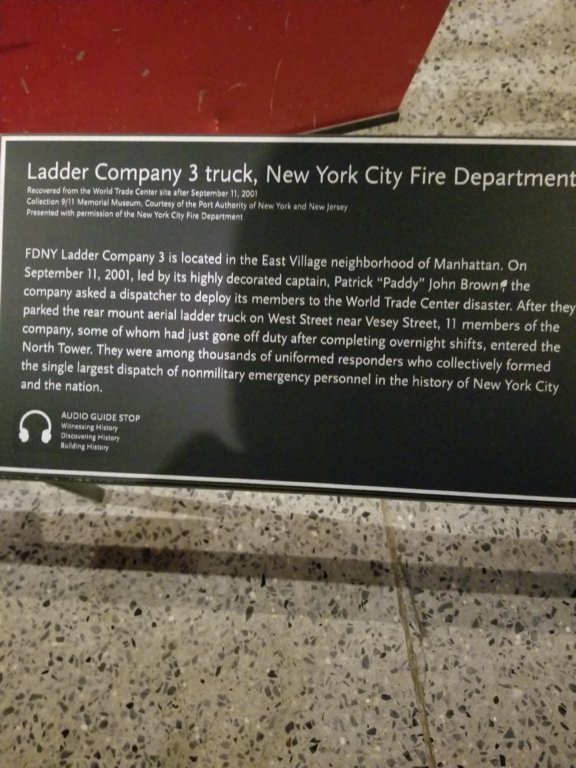 Ladder Company 3 truck, New York City Fire Department
Recovered from the World Trade Center site after September 11, 2001
Collection 9/11 Memorial Museum, Courtesy of the Port Authority of New York and New Jersey
Presented with permission of the New York City Fire Department
FDNY Ladder Company 3 is located in the East Village neighborhood of Manhattan. On
September 11, 2001, led by its highly decorated captain, Patrick "Paddy" John Brown, the
company asked a dispatcher to deploy its members to the World Trade Center disaster. After they
parked the rear mount aerial ladder truck on West Street near Vesey Street, 11 members of the
company, some of whom had just gone off duty after completing overnight shifts, entered the
North Tower. They were among thousands of uniformed responders who collectively formed
the single largest dispatch of nonmilitary emergency personnel in the history of New York City
and the nation.
AUDIO GUIDE STOP
Witnessing History
Discovering History
Building History